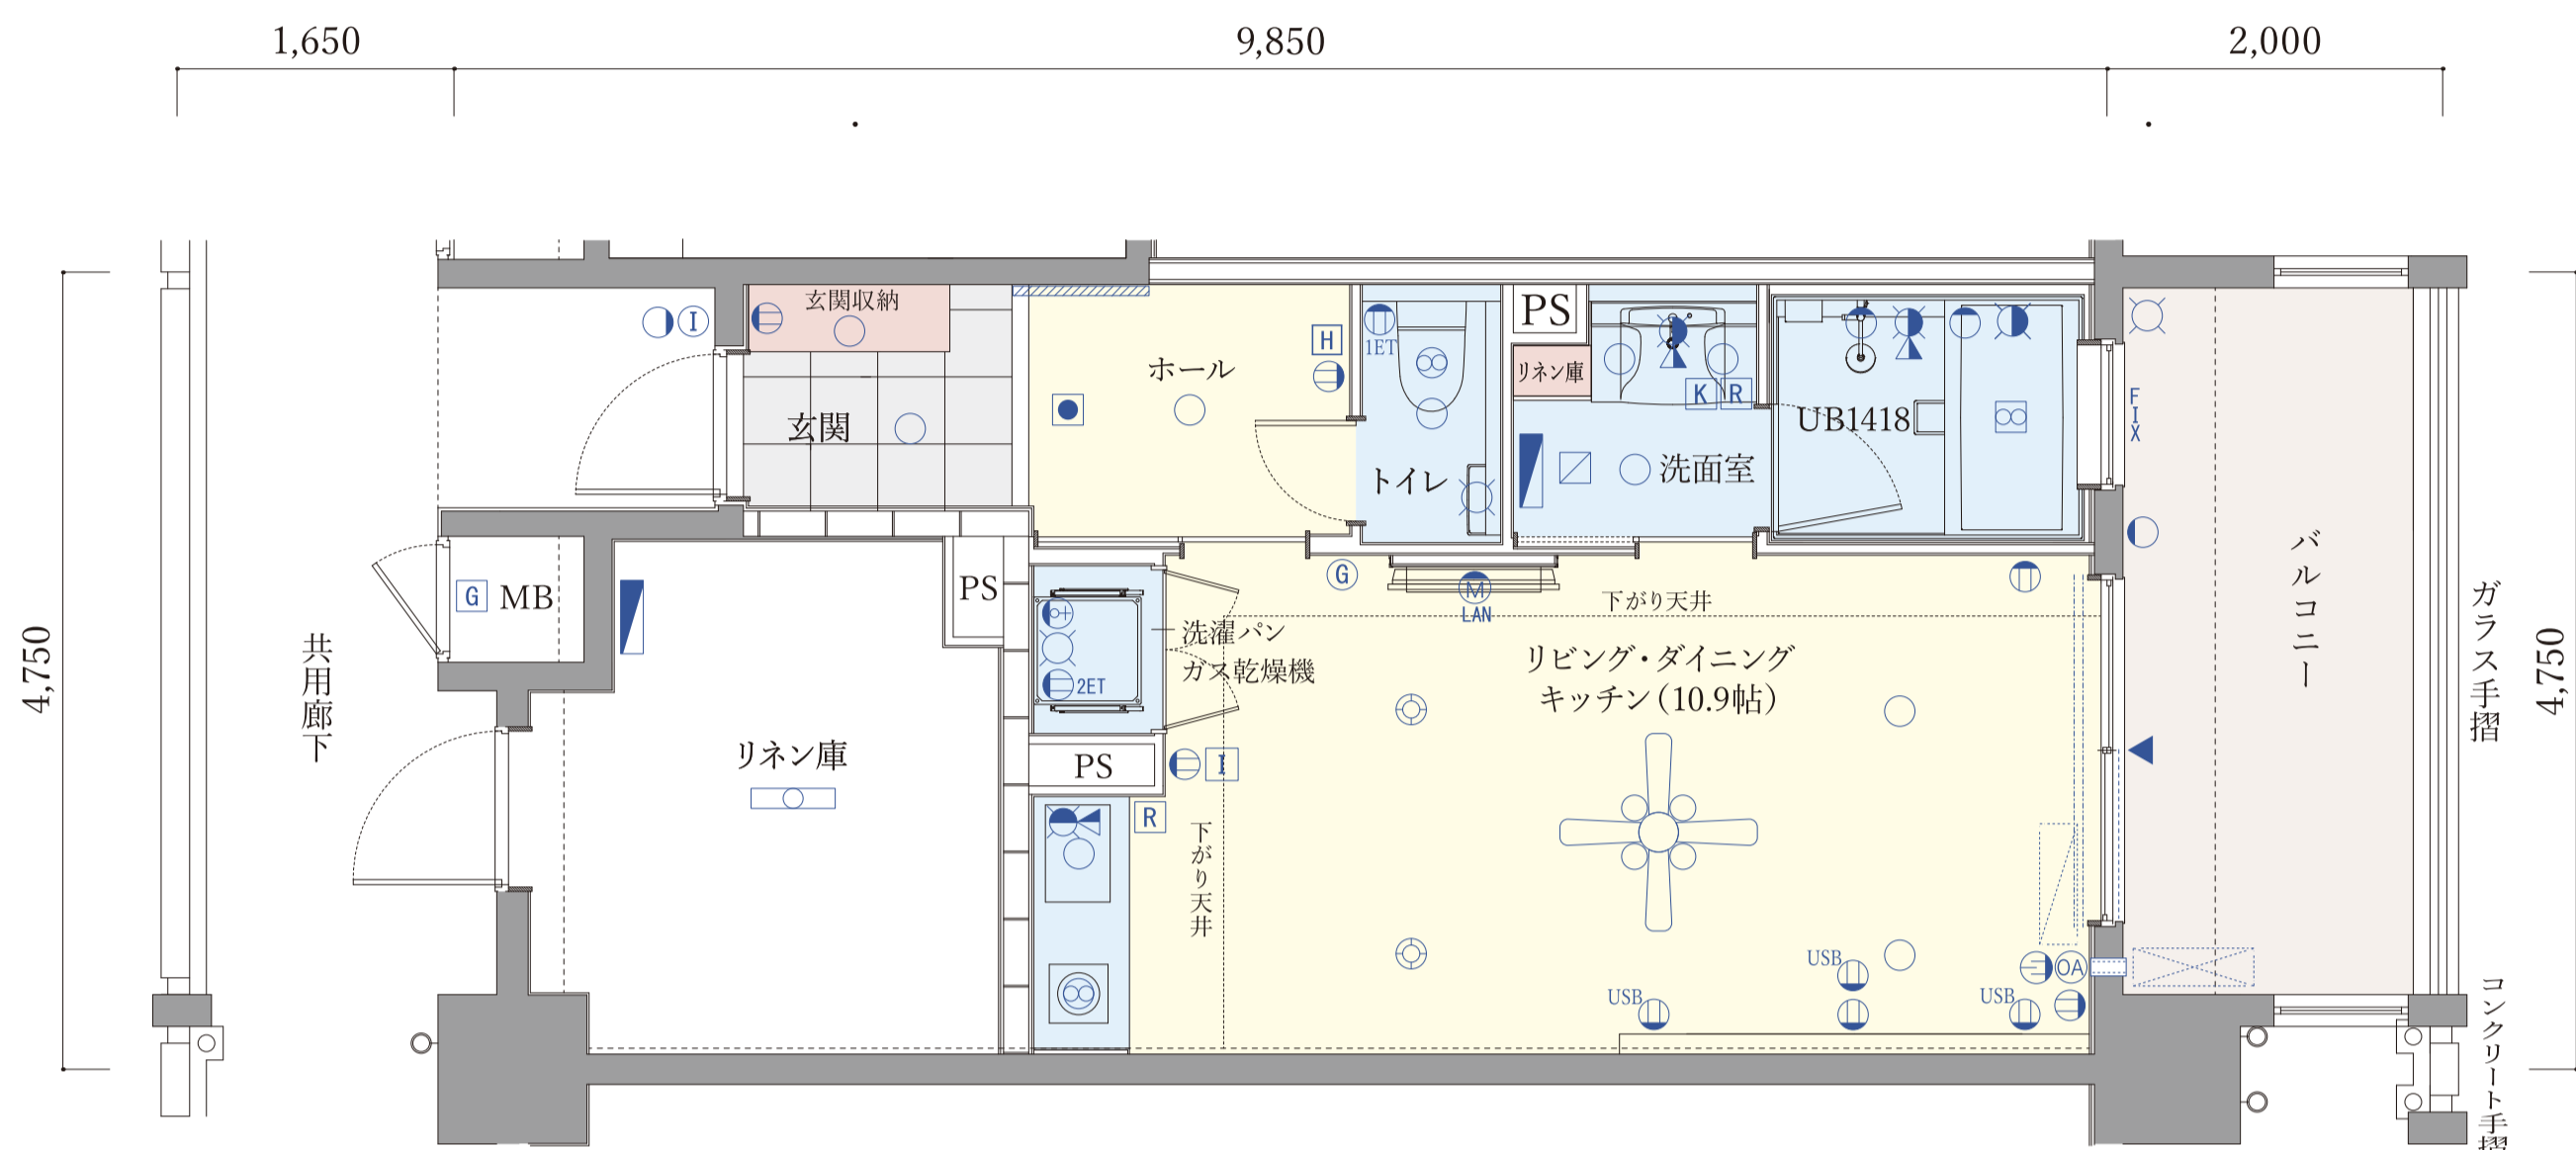 1,650
9,850
2,000
4,750
共用廊下
I
玄関収納
玄関
ホール
H
1ET
トイレ
PS
リネン庫
K
R
洗面室
UB1418
FIX
バルコニー
ガラス手摺
4,750
コンクリート手摺
G
MB
PS
洗濯パン
ガス乾燥機
2ET
G
M
LAN
下がり天井
リビング・ダイニング
キッチン（10.9帖）
リネン庫
PS
I
R
下がり天井
USB
USB
USB
OA